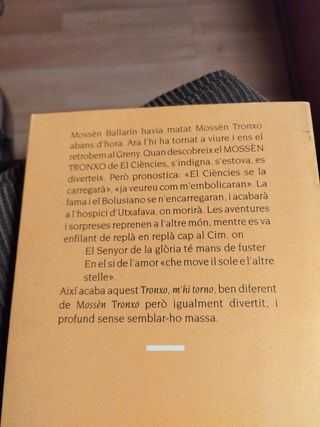 Mossèn Ballarín havia matat Mossèn Tronxo
abans d'hora. Ara l'hi ha tornat a viure i ens el
retrobem al Greny. Quan descobreix el MOSSÈN
TRONXO de El Ciències, s'indigna, s'estova, es
diverteix. Però pronostica: «El Ciències se la
carregarà», «ja veureu com m'embolicaran». La
fama i el Bolusiano se n'encarregaran, i acabarà
a l'hospici d'Utxafava, on morirà. Les aventures
i sorpreses reprenen a l'altre món, mentre es va
enfilant de replà en replà cap al Cim, on
El Senyor de la glòria té mans de fuster
En el si de l'amor «che move il sole e l'altre
stelle».
Així acaba aquest Tronxo, m'hi torno, ben diferent
de Mossèn Tronxo però igualment divertit, i
profund sense semblar-ho massa.